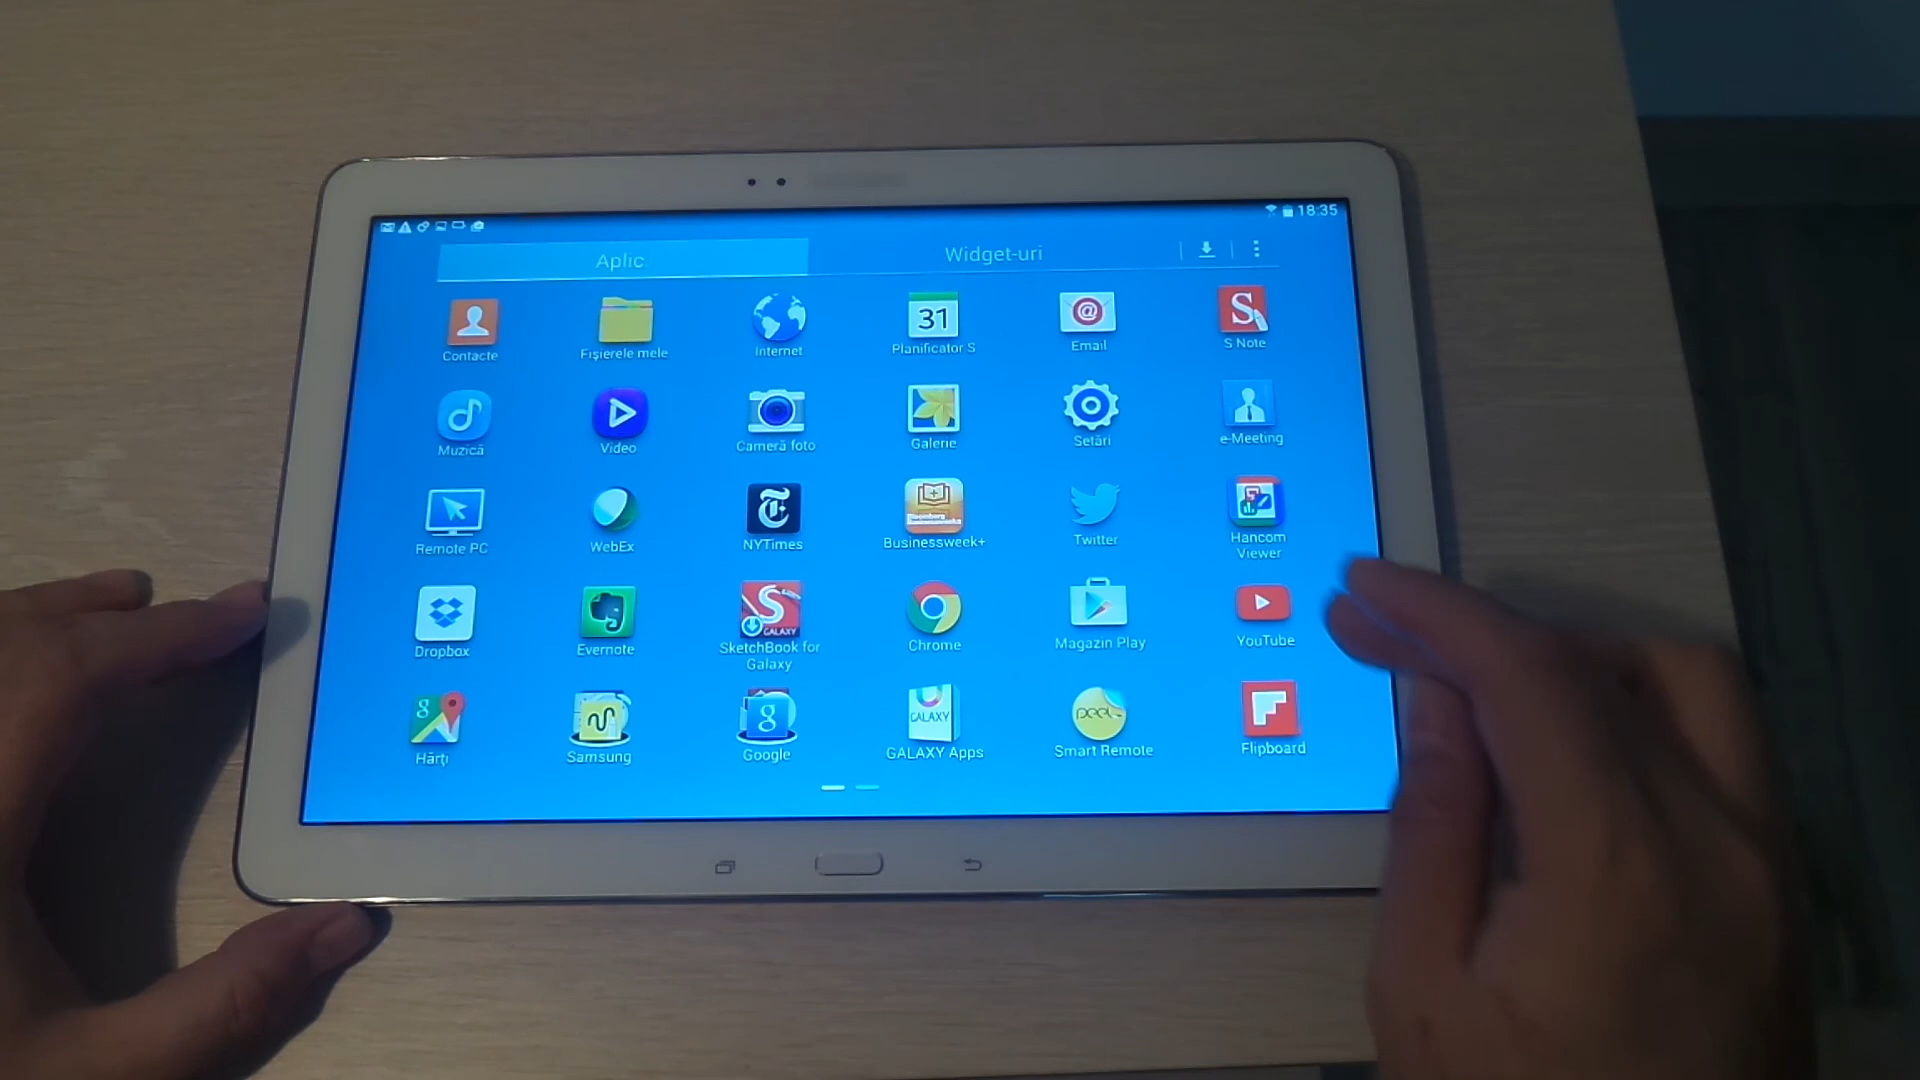 18:35
Aplic.
Widget-uri
Contacte
Fişierele mele
Internet
31
Planificator S
@
Email
S
S Note
Muzică
Video
Cameră foto
Galerie
Setări
e-Meeting
Remote PC
WebEx
T
NYTimes
Businessweek+
Twitter
Hancom
Viewer
Dropbox
Evernote
S
GALAXY
SketchBook for
Galaxy
Chrome
Magazin Play
YouTube
g
Hărţi
Samsung
g
Google
GALAXY
GALAXY Apps
peel
Smart Remote
Flipboard